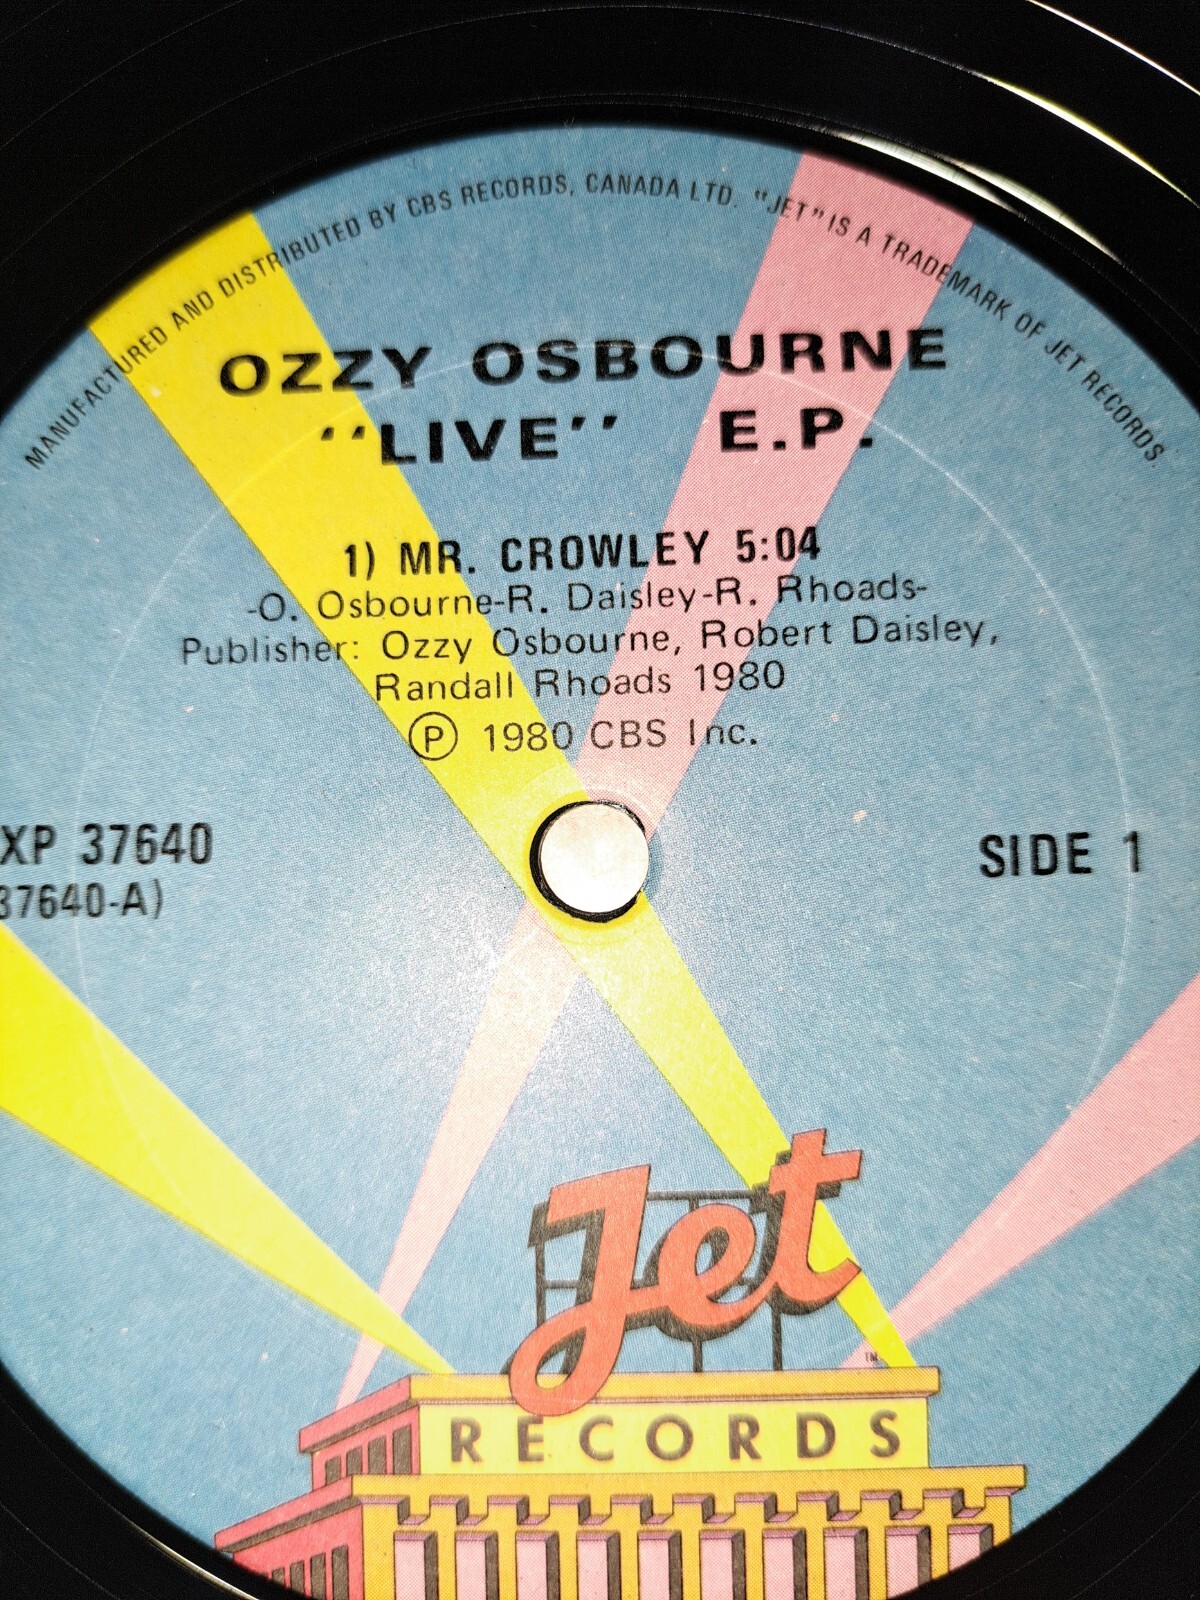 MANUFACTURED AND DISTRIBUTED BY CBS RECORDS, CANADA LTD. "JET" IS A TRADEMARK OF JET RECORDS.
OZZY OSBOURNE
"LIVE" E.P.
1) MR. CROWLEY 5:04
-O. Osbourne-R. Daisley-R. Rhoads-
Publisher: Ozzy Osbourne, Robert Daisley,
Randall Rhoads 1980
Ⓟ 1980 CBS Inc.
XP 37640
37640-A)
SIDE 1
Jet
TM
RECORDS